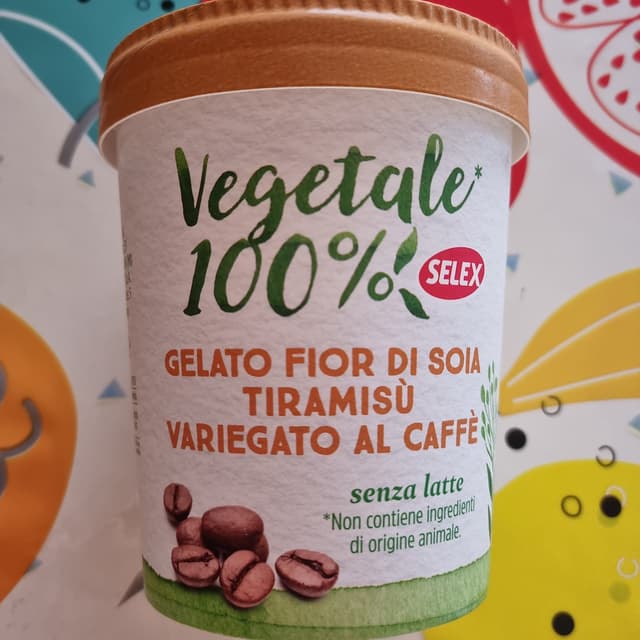 Vegetale*
100%
SELEX
GELATO FIOR DI SOIA
TIRAMISÙ
VARIEGATO AL CAFFÈ
senza latte
*Non contiene ingredienti
di origine animale.